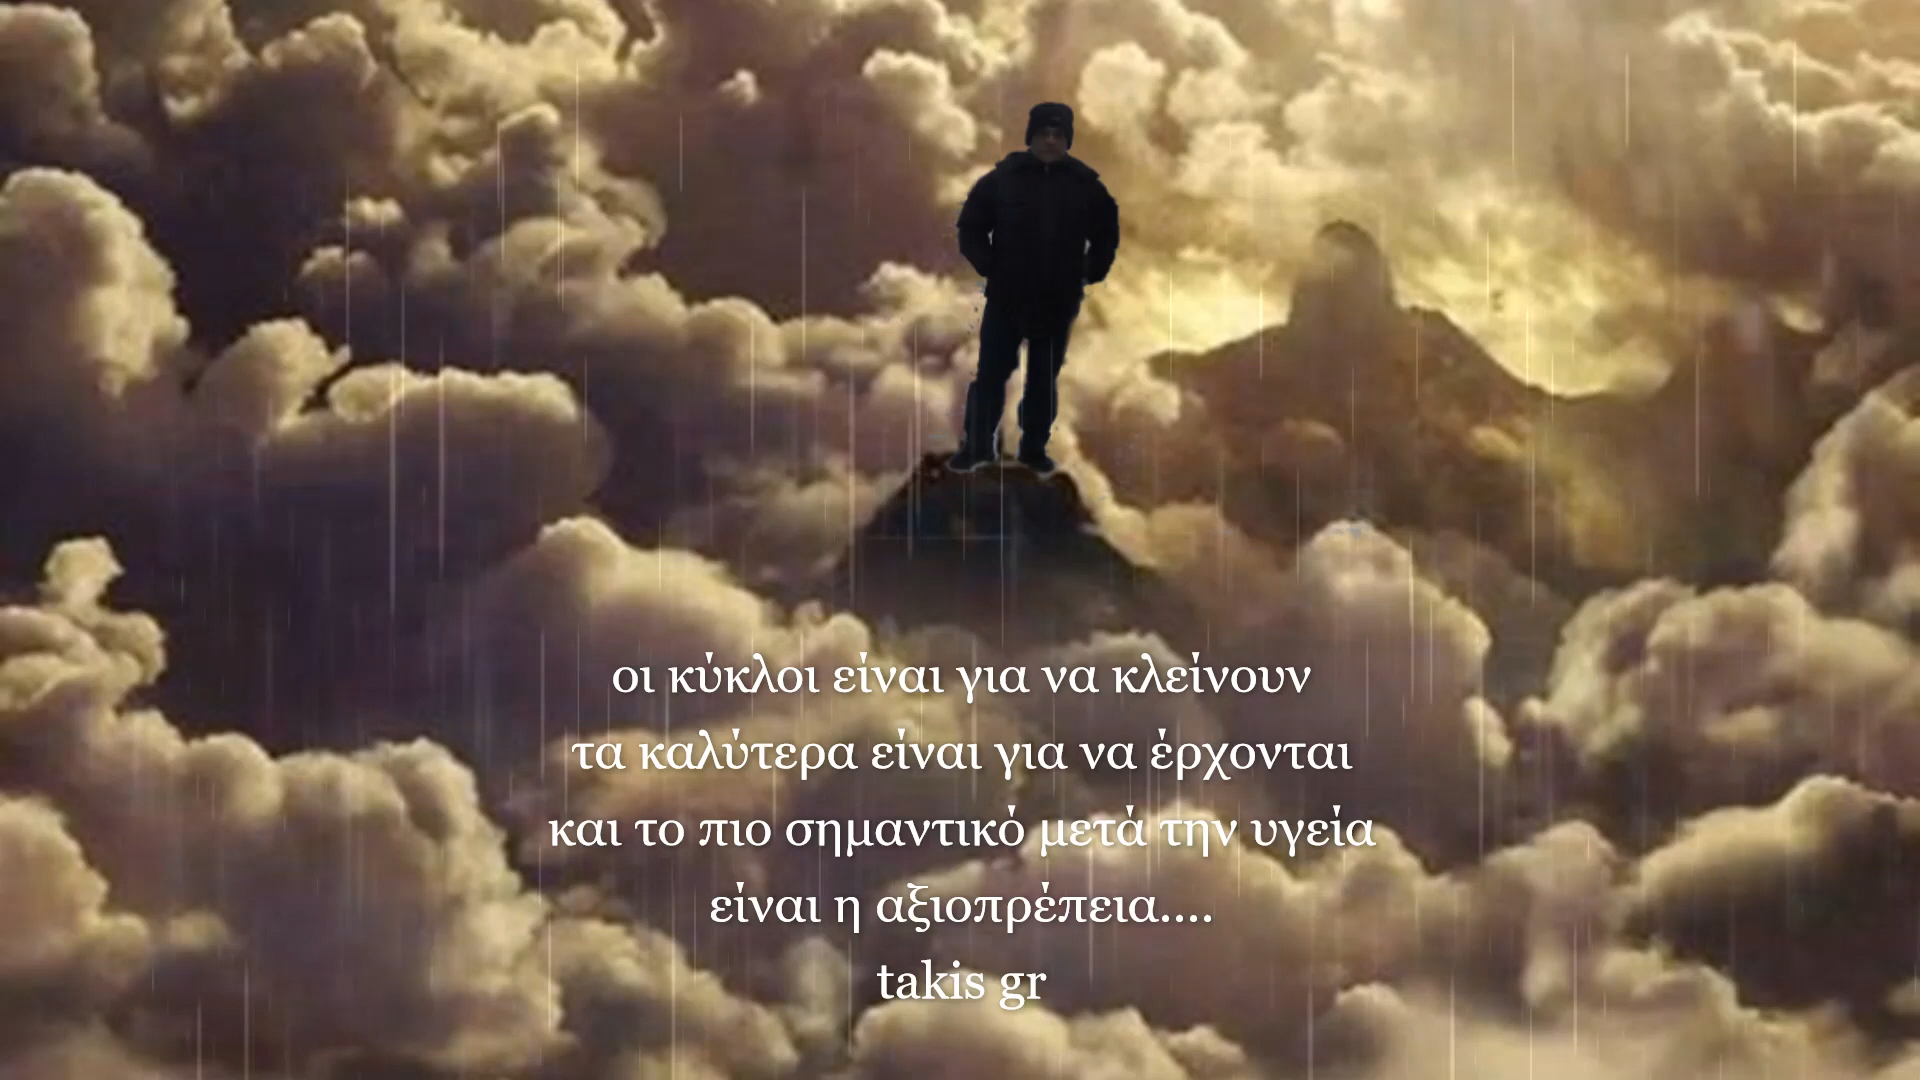 οι κύκλοι είναι για να κλείνουν
τα καλύτερα είναι για να έρχονται
και το πιο σημαντικό μετά την υγεία
είναι η αξιοπρέπεια....
takis gr